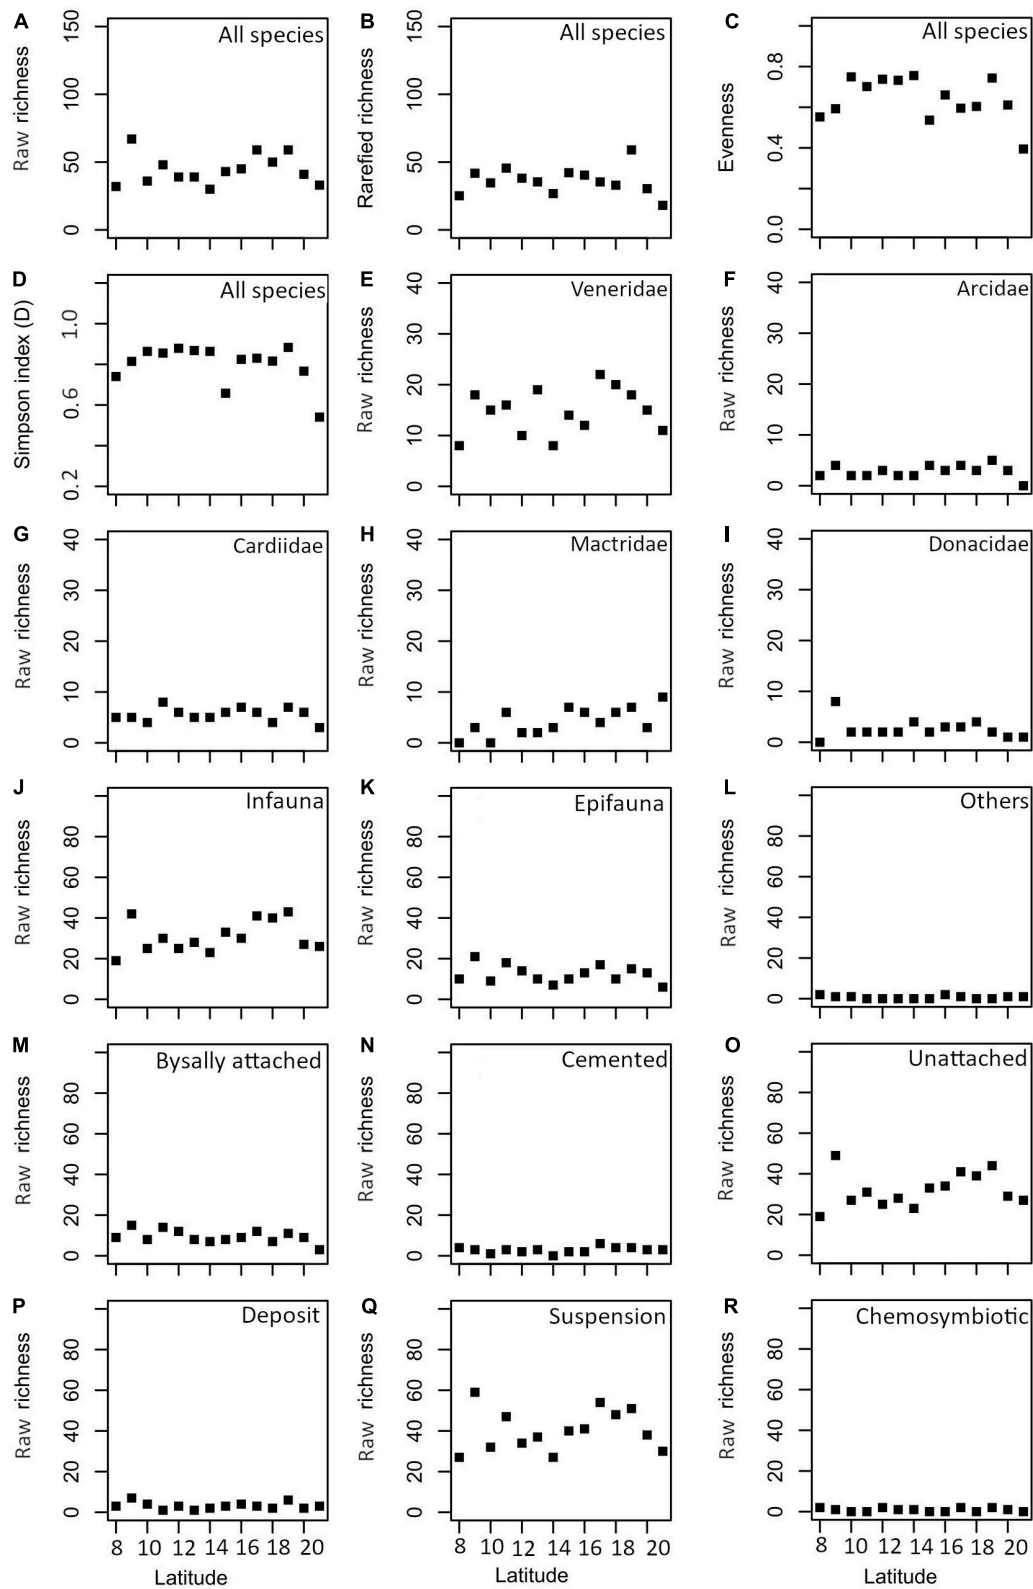 A
All species
Raw richness
150
100
50
0
B
All species
Rarefied richness
150
100
50
0
C
All species
Evenness
0.8
0.4
0.0
D
All species
Simpson index (D)
1.0
0.6
0.2
E
Veneridae
Raw richness
40
30
20
10
0
F
Arcidae
Raw richness
40
30
20
10
0
G
Cardiidae
Raw richness
40
30
20
10
0
H
Mactridae
Raw richness
40
30
20
10
0
I
Donacidae
Raw richness
40
30
20
10
0
J
Infauna
Raw richness
80
60
40
20
0
K
Epifauna
Raw richness
80
60
40
20
0
L
Others
Raw richness
80
60
40
20
0
M
Bysally attached
Raw richness
80
60
40
20
0
N
Cemented
Raw richness
80
60
40
20
0
O
Unattached
Raw richness
80
60
40
20
0
P
Deposit
Raw richness
80
60
40
20
0
8 10 12 14 16 18 20
Latitude
Q
Suspension
Raw richness
80
60
40
20
0
8 10 12 14 16 18 20
Latitude
R
Chemosymbiotic
Raw richness
80
60
40
20
0
8 10 12 14 16 18 20
Latitude